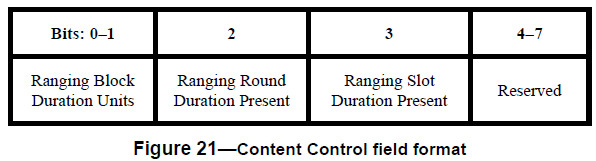 Bits: 0–1 2 3 4–7
Ranging Block Ranging Round Ranging Slot Reserved
Duration Units Duration Present Duration Present
Figure 21—Content Control field format